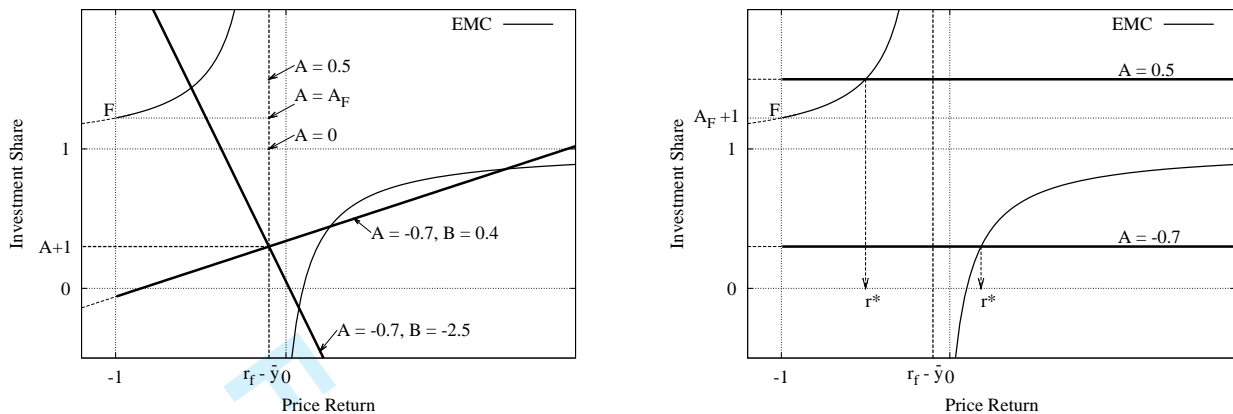 EMC
A = 0.5
A = A_F
A = 0
F
1
A+1
0
A = -0.7, B = 0.4
A = -0.7, B = -2.5
-1
r_f - ȳ
0
Price Return
Investment Share
EMC
A = 0.5
F
A_F +1
1
A = -0.7
0
r*
r*
-1
r_f - ȳ
0
Price Return
Investment Share